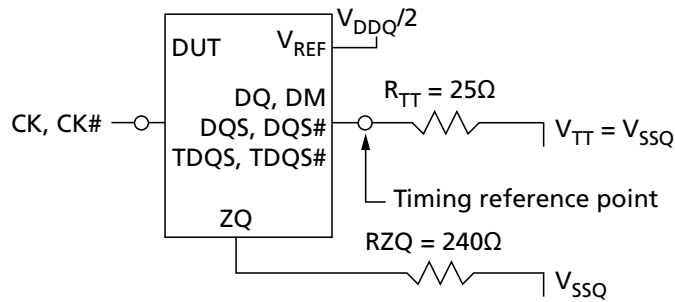 V_DDQ/2
DUT
V_REF
DQ, DM
R_TT = 25Ω
CK, CK#
DQS, DQS#
V_TT = V_SSQ
TDQS, TDQS#
Timing reference point
ZQ
RZQ = 240Ω
V_SSQ